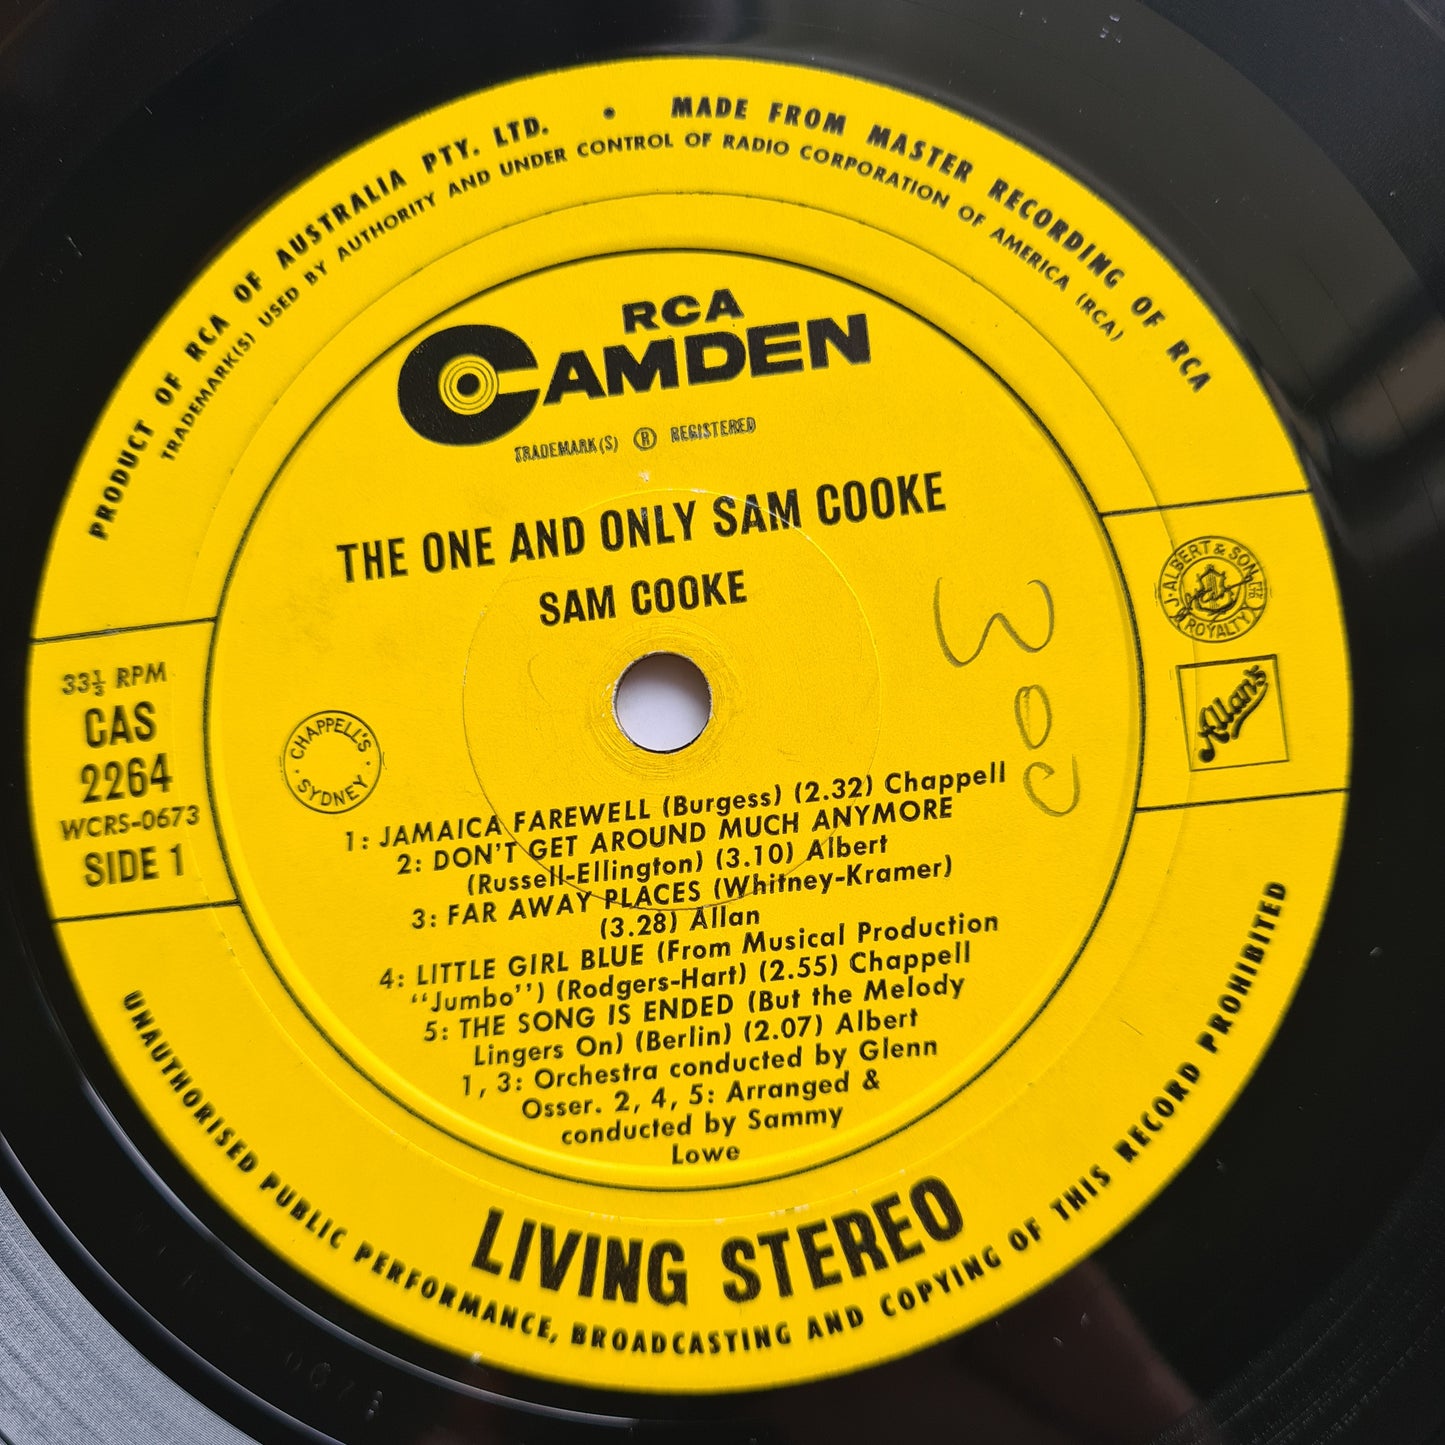 PRODUCT OF RCA OF AUSTRALIA PTY. LTD. • MADE FROM MASTER RECORDING OF RCA
TRADEMARK(S) USED BY AUTHORITY AND UNDER CONTROL OF RADIO CORPORATION OF AMERICA (RCA)
RCA
CAMDEN
TRADEMARK(S) ® REGISTERED
THE ONE AND ONLY SAM COOKE
SAM COOKE
33⅓ RPM
CAS
2264
WCRS-0673
SIDE 1
CHAPPELL'S
SYDNEY
J. ALBERT & SON PTY LTD
ROYALTY
Allan's
300
1: JAMAICA FAREWELL (Burgess) (2.32) Chappell
2: DON'T GET AROUND MUCH ANYMORE
(Russell-Ellington) (3.10) Albert
3: FAR AWAY PLACES (Whitney-Kramer)
(3.28) Allan
4: LITTLE GIRL BLUE (From Musical Production
"Jumbo") (Rodgers-Hart) (2.55) Chappell
5: THE SONG IS ENDED (But the Melody
Lingers On) (Berlin) (2.07) Albert
1, 3: Orchestra conducted by Glenn
Osser. 2, 4, 5: Arranged &
conducted by Sammy
Lowe
LIVING STEREO
UNAUTHORISED PUBLIC PERFORMANCE, BROADCASTING AND COPYING OF THIS RECORD PROHIBITED